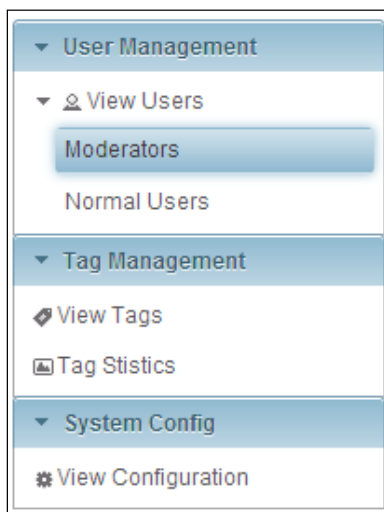 User Management
View Users
Moderators
Normal Users
Tag Management
View Tags
Tag Stistics
System Config
View Configuration